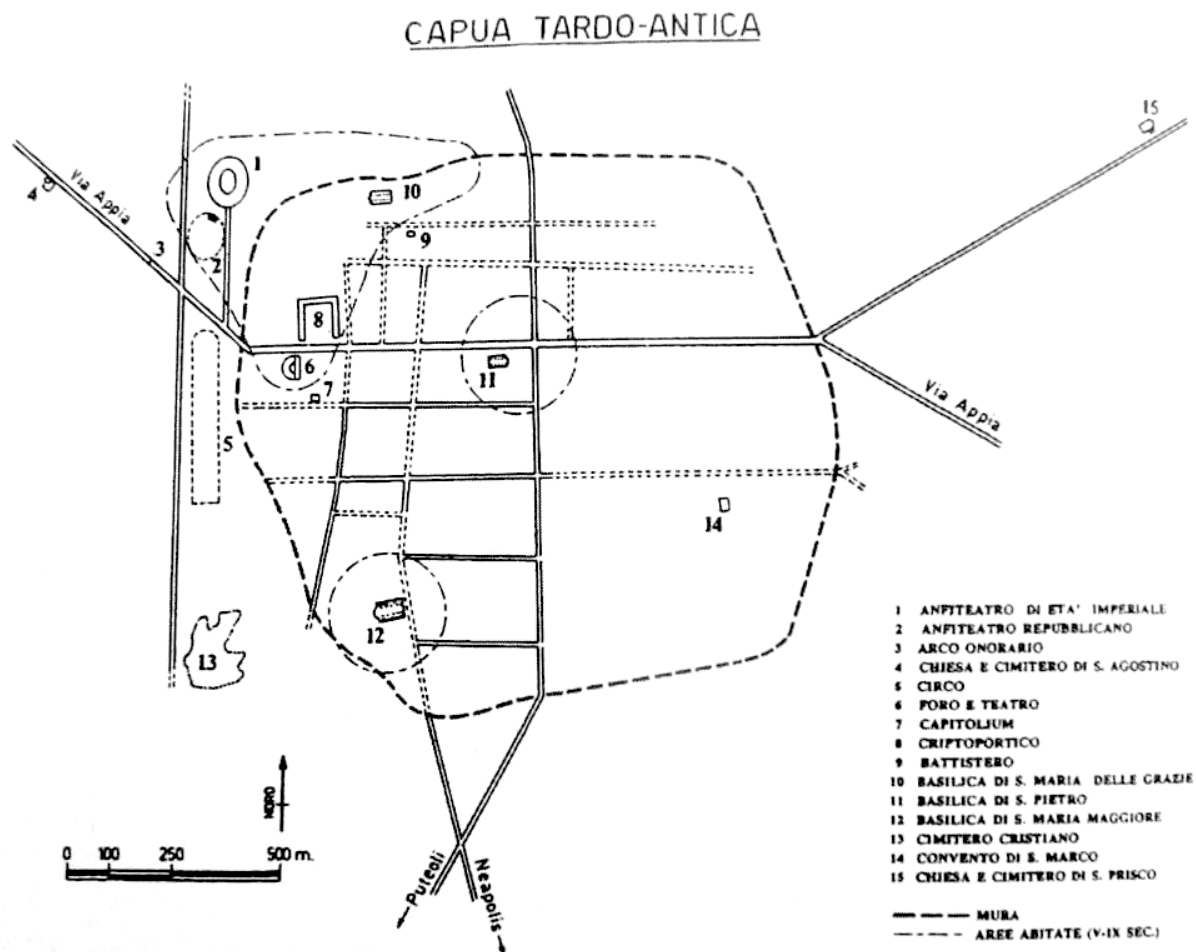 CAPUA TARDO-ANTICA
15
1
Via Appia
10
4
9
3
2
8
6
11
7
Via Appia
5
14
12
13
NORD
0 100 250 500 m.
Puteoli
Neapolis
1 ANFITEATRO DI ETA' IMPERIALE
2 ANFITEATRO REPUBBLICANO
3 ARCO ONORARIO
4 CHIESA E CIMITERO DI S. AGOSTINO
5 CIRCO
6 FORO E TEATRO
7 CAPITOLIUM
8 CRIPTOPORTICO
9 BATTISTERO
10 BASILICA DI S. MARIA DELLE GRAZIE
11 BASILICA DI S. PIETRO
12 BASILICA DI S. MARIA MAGGIORE
13 CIMITERO CRISTIANO
14 CONVENTO DI S. MARCO
15 CHIESA E CIMITERO DI S. PRISCO
MURA
AREE ABITATE (V-IX SEC.)